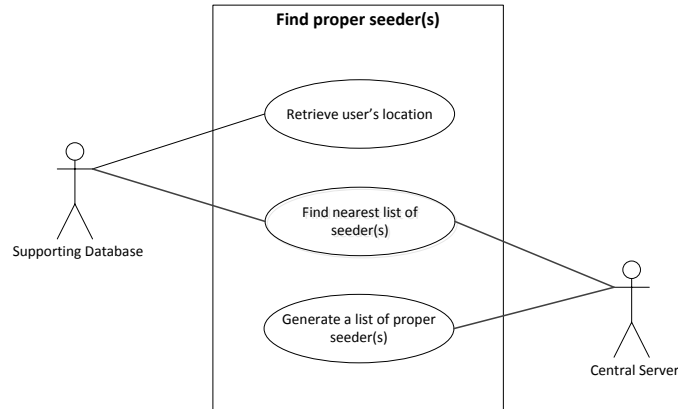 Find proper seeder(s)
Retrieve user's location
Find nearest list of
seeder(s)
Supporting Database
Generate a list of proper
seeder(s)
Central Server